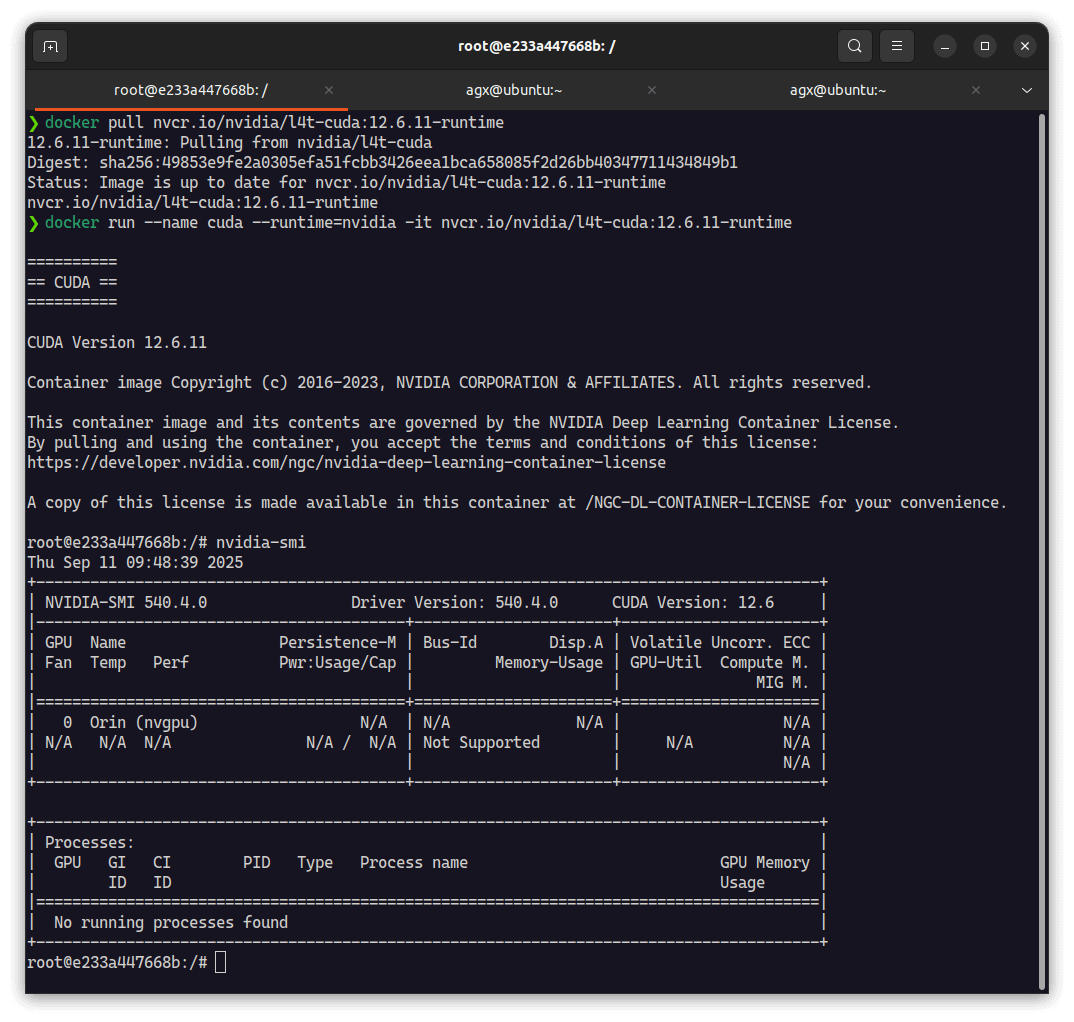 root@e233a447668b: /
root@e233a447668b: /
agx@ubuntu:~
agx@ubuntu:~
❯ docker pull nvcr.io/nvidia/l4t-cuda:12.6.11-runtime
12.6.11-runtime: Pulling from nvidia/l4t-cuda
Digest: sha256:49853e9fe2a0305efa51fcbb3426eea1bca658085f2d26bb40347711434849b1
Status: Image is up to date for nvcr.io/nvidia/l4t-cuda:12.6.11-runtime
nvcr.io/nvidia/l4t-cuda:12.6.11-runtime
❯ docker run --name cuda --runtime=nvidia -it nvcr.io/nvidia/l4t-cuda:12.6.11-runtime
==========
== CUDA ==
==========
CUDA Version 12.6.11
Container image Copyright (c) 2016-2023, NVIDIA CORPORATION & AFFILIATES. All rights reserved.
This container image and its contents are governed by the NVIDIA Deep Learning Container License.
By pulling and using the container, you accept the terms and conditions of this license:
https://developer.nvidia.com/ngc/nvidia-deep-learning-container-license
A copy of this license is made available in this container at /NGC-DL-CONTAINER-LICENSE for your convenience.
root@e233a447668b:/# nvidia-smi
Thu Sep 11 09:48:39 2025
+---------------------------------------------------------------------------------------+
| NVIDIA-SMI 540.4.0                Driver Version: 540.4.0      CUDA Version: 12.6     |
|-----------------------------------------+----------------------+----------------------+
| GPU  Name                 Persistence-M | Bus-Id        Disp.A | Volatile Uncorr. ECC |
| Fan  Temp   Perf          Pwr:Usage/Cap |         Memory-Usage | GPU-Util  Compute M. |
|                                         |                      |               MIG M. |
|=========================================+======================+======================|
|   0  Orin (nvgpu)                  N/A  | N/A              N/A |                  N/A |
| N/A   N/A  N/A               N/A /  N/A | Not Supported        |     N/A          N/A |
|                                         |                      |                  N/A |
+-----------------------------------------+----------------------+----------------------+
+---------------------------------------------------------------------------------------+
| Processes:                                                                            |
|  GPU   GI   CI        PID   Type   Process name                            GPU Memory |
|        ID   ID                                                             Usage      |
|=======================================================================================|
|  No running processes found                                                           |
+---------------------------------------------------------------------------------------+
root@e233a447668b:/#